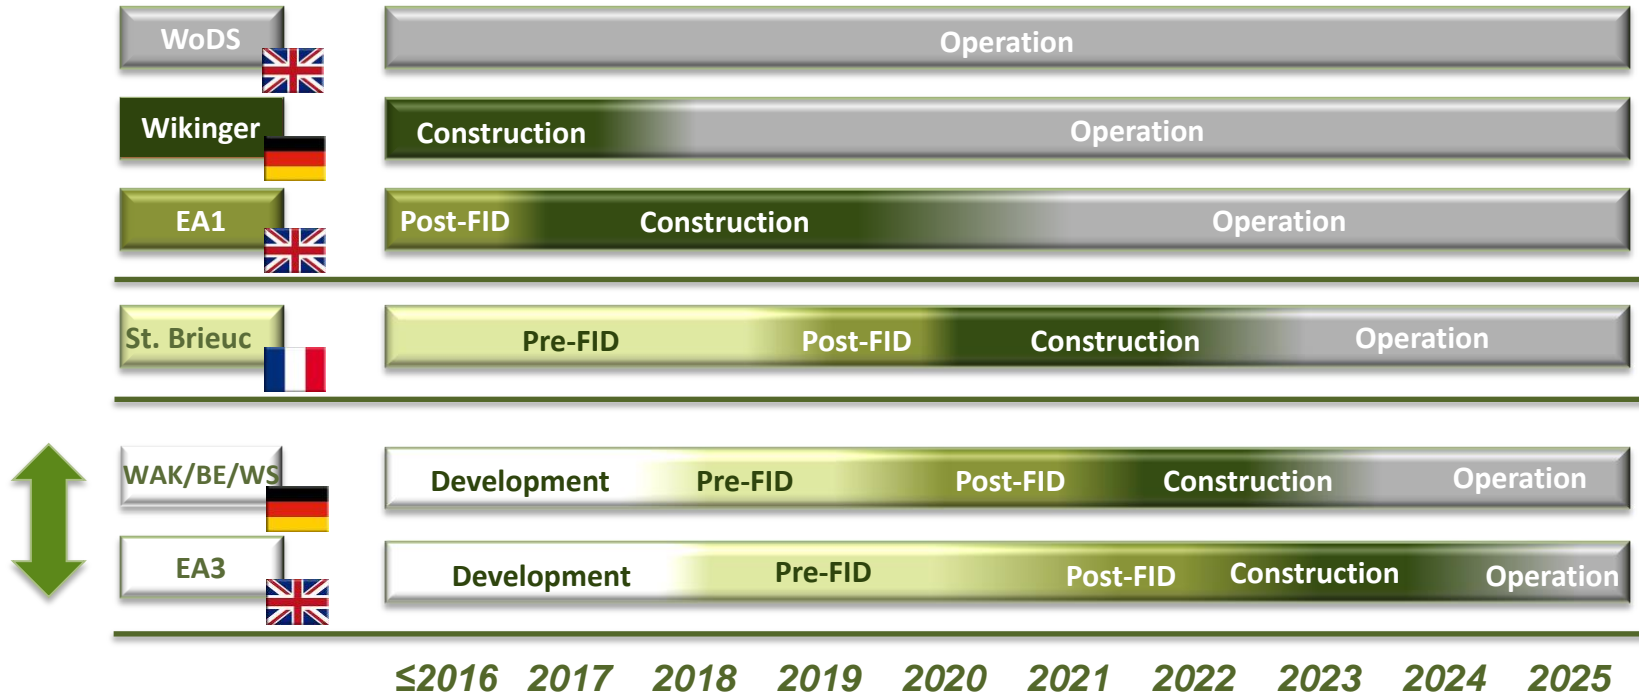 WoDS
Operation
Wikinger
Construction
Operation
EA1
Post-FID
Construction
Operation
St. Brieuc
Pre-FID
Post-FID
Construction
Operation
WAK/BE/WS
Development
Pre-FID
Post-FID
Construction
Operation
EA3
Development
Pre-FID
Post-FID
Construction
Operation
≤2016 2017 2018 2019 2020 2021 2022 2023 2024 2025